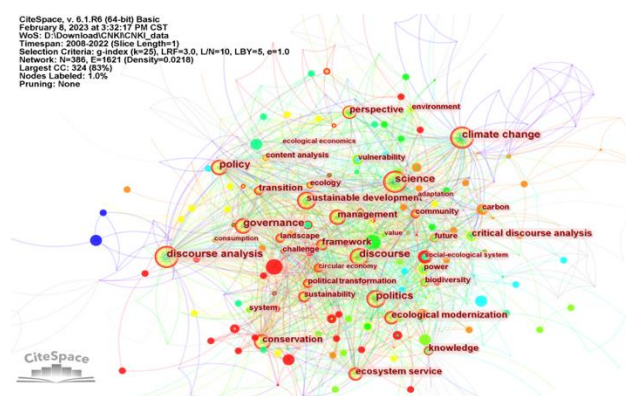 CiteSpace, v. 6.1.R6 (64-bit) Basic
February 8, 2023 at 3:32:17 PM CST
WoS: D:\Download\CNKI\CNKI_data
Timespan: 2008-2022 (Slice Length=1)
Selection Criteria: g-index (k=25), LRF=3.0, L/N=10, LBY=5, e=1.0
Network: N=386, E=1621 (Density=0.0218)
Largest CC: 324 (83%)
Nodes Labeled: 1.0%
Pruning: None
perspective
environment
climate change
ecological economics
content analysis
vulnerability
policy
ecology
science
transition
sustainable development
adaptation
management
community
carbon
governance
landscape
value
future
critical discourse analysis
consumption
framework
challenge
discourse analysis
discourse
social-ecological system
circular economy
power
political transformation
biodiversity
sustainability
politics
system
ecological modernization
conservation
knowledge
ecosystem service
CiteSpace